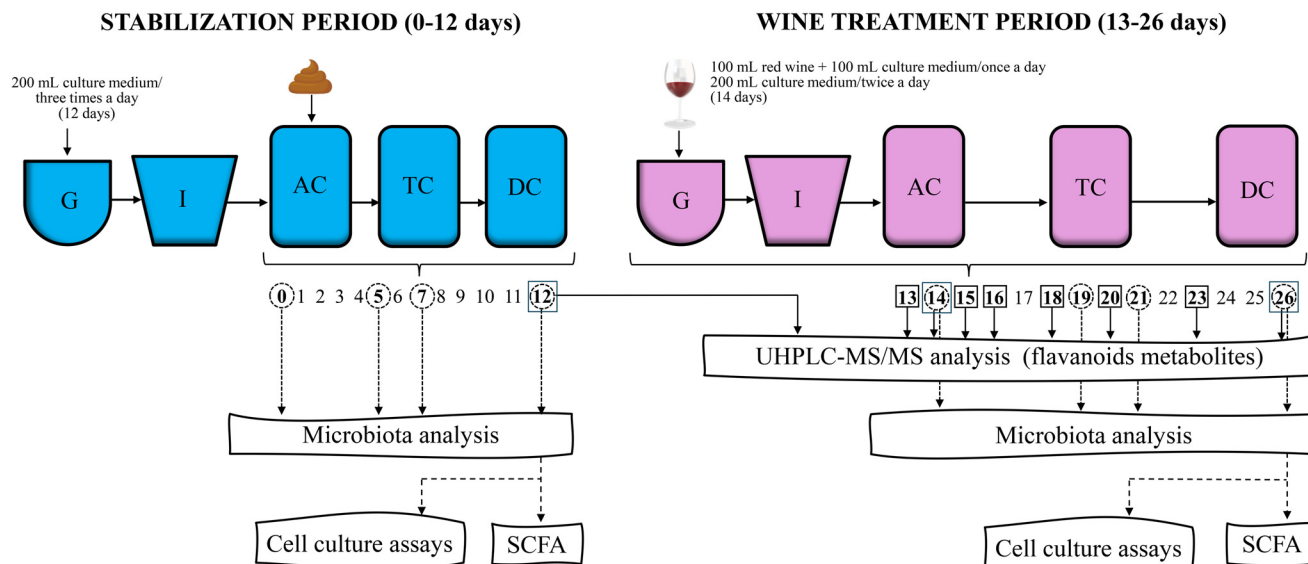 STABILIZATION PERIOD (0-12 days)
WINE TREATMENT PERIOD (13-26 days)
200 mL culture medium/
three times a day
(12 days)
100 mL red wine + 100 mL culture medium/once a day
200 mL culture medium/twice a day
(14 days)
G
I
AC
TC
DC
G
I
AC
TC
DC
0 1 2 3 4 5 6 7 8 9 10 11 12
13 14 15 16 17 18 19 20 21 22 23 24 25 26
UHPLC-MS/MS analysis (flavanoids metabolites)
Microbiota analysis
Microbiota analysis
Cell culture assays
SCFA
Cell culture assays
SCFA